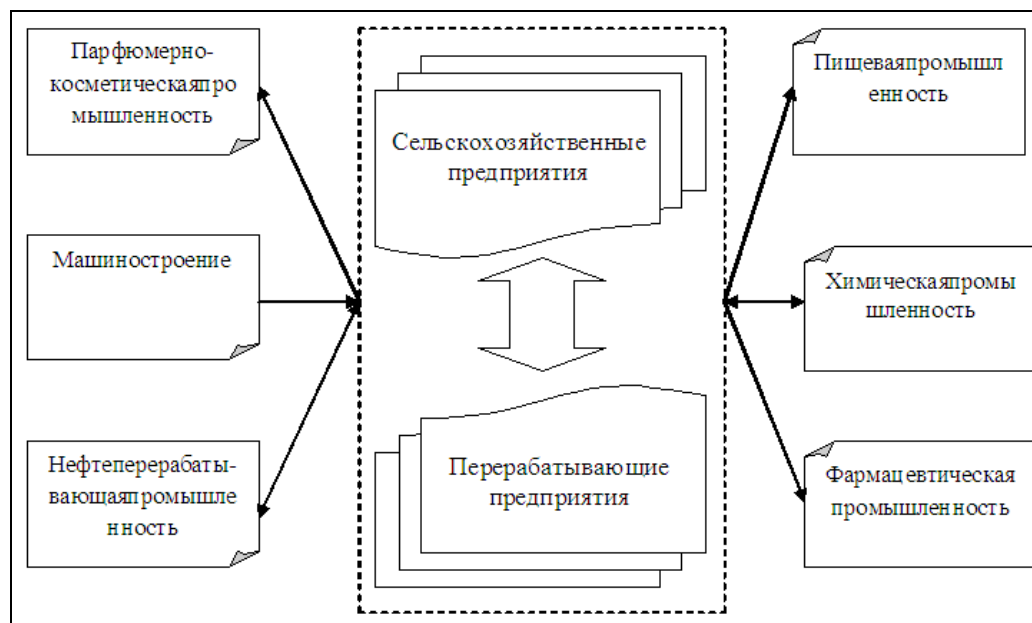 Парфюмерно-
косметическаяпро
мышленность
Машиностроение
Нефтеперерабаты-
вающаяпромышле
нность
Сельскохозяйственные
предприятия
Перерабатывающие
предприятия
Пищеваяпромышл
енность
Химическаяпромы
шленность
Фармацевтическая
промышленность